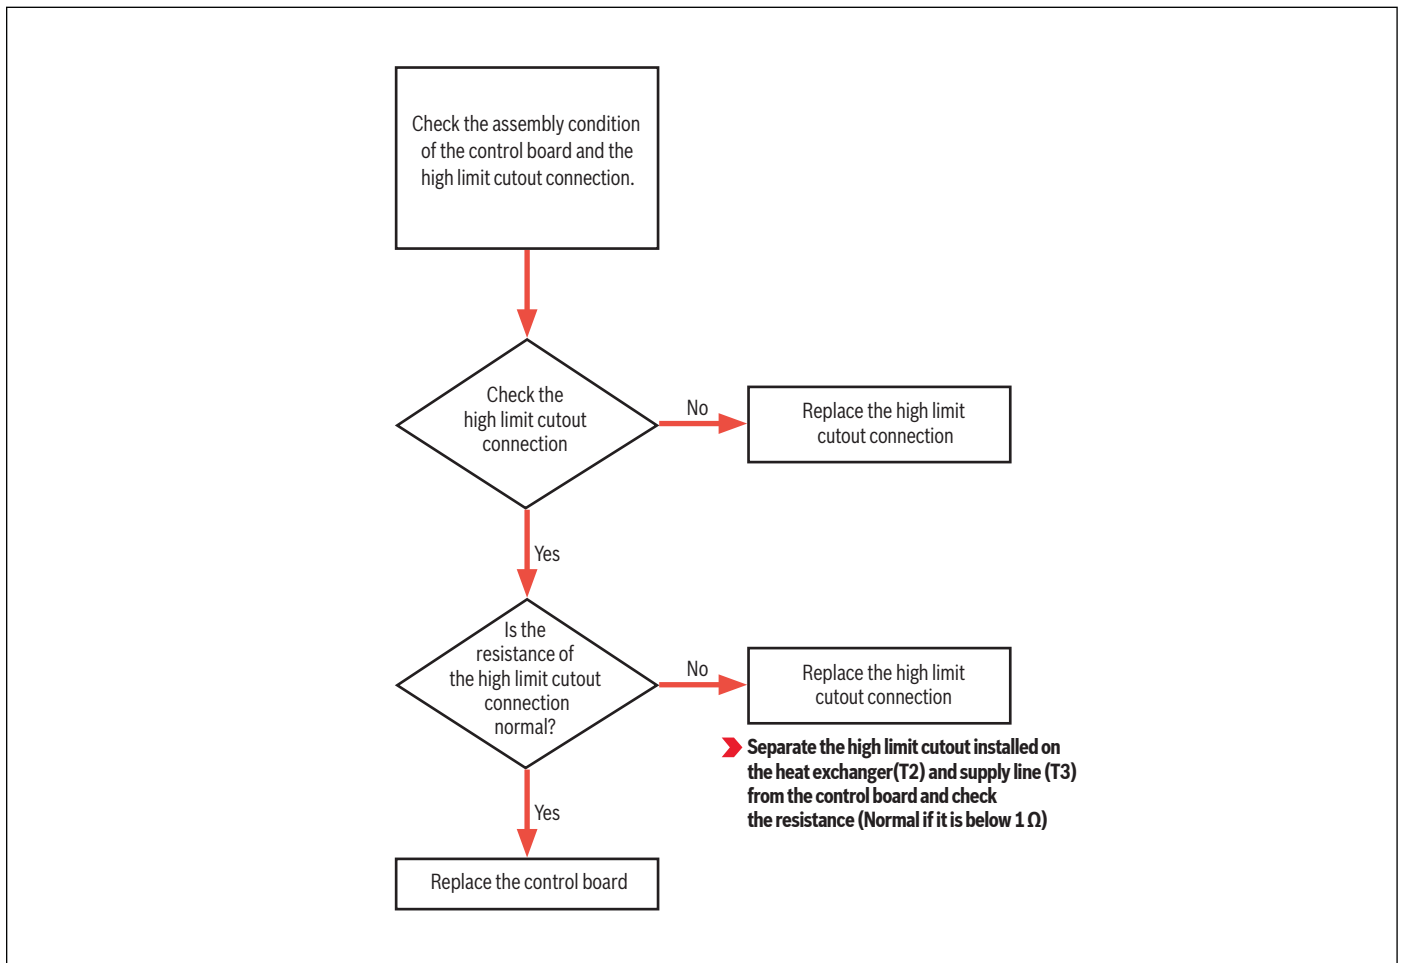 Check the assembly condition
of the control board and the
high limit cutout connection.
Check the
high limit cutout
connection
No
Replace the high limit
cutout connection
Yes
Is the
resistance of
the high limit cutout
connection
normal?
No
Replace the high limit
cutout connection
Separate the high limit cutout installed on
the heat exchanger(T2) and supply line (T3)
from the control board and check
the resistance (Normal if it is below 1 Ω)
Yes
Replace the control board